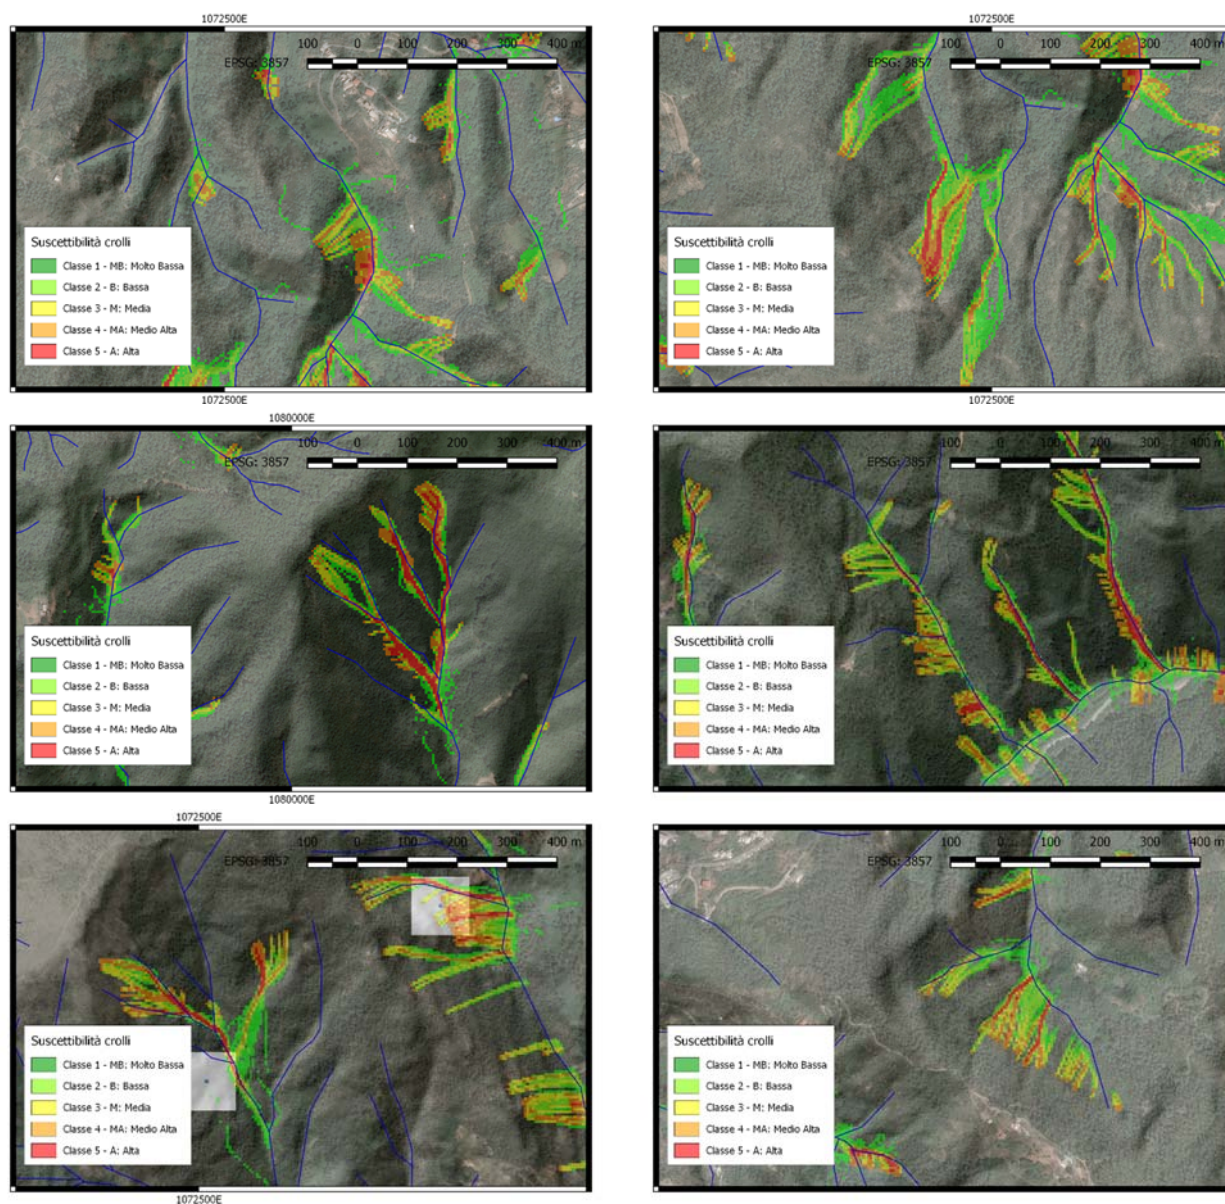 1072500E
100 0 100 200 300 400 m
EPSG: 3857
Suscettibilità crolli
Classe 1 - MB: Molto Bassa
Classe 2 - B: Bassa
Classe 3 - M: Media
Classe 4 - MA: Medio Alta
Classe 5 - A: Alta
1072500E
1072500E
100 0 100 200 300 400 m
EPSG: 3857
Suscettibilità crolli
Classe 1 - MB: Molto Bassa
Classe 2 - B: Bassa
Classe 3 - M: Media
Classe 4 - MA: Medio Alta
Classe 5 - A: Alta
1072500E
1080000E
100 0 100 200 300 400 m
EPSG: 3857
Suscettibilità crolli
Classe 1 - MB: Molto Bassa
Classe 2 - B: Bassa
Classe 3 - M: Media
Classe 4 - MA: Medio Alta
Classe 5 - A: Alta
1080000E
100 0 100 200 300 400 m
EPSG: 3857
Suscettibilità crolli
Classe 1 - MB: Molto Bassa
Classe 2 - B: Bassa
Classe 3 - M: Media
Classe 4 - MA: Medio Alta
Classe 5 - A: Alta
1072500E
100 0 100 200 300 400 m
EPSG: 3857
Suscettibilità crolli
Classe 1 - MB: Molto Bassa
Classe 2 - B: Bassa
Classe 3 - M: Media
Classe 4 - MA: Medio Alta
Classe 5 - A: Alta
1072500E
100 0 100 200 300 400 m
EPSG: 3857
Suscettibilità crolli
Classe 1 - MB: Molto Bassa
Classe 2 - B: Bassa
Classe 3 - M: Media
Classe 4 - MA: Medio Alta
Classe 5 - A: Alta